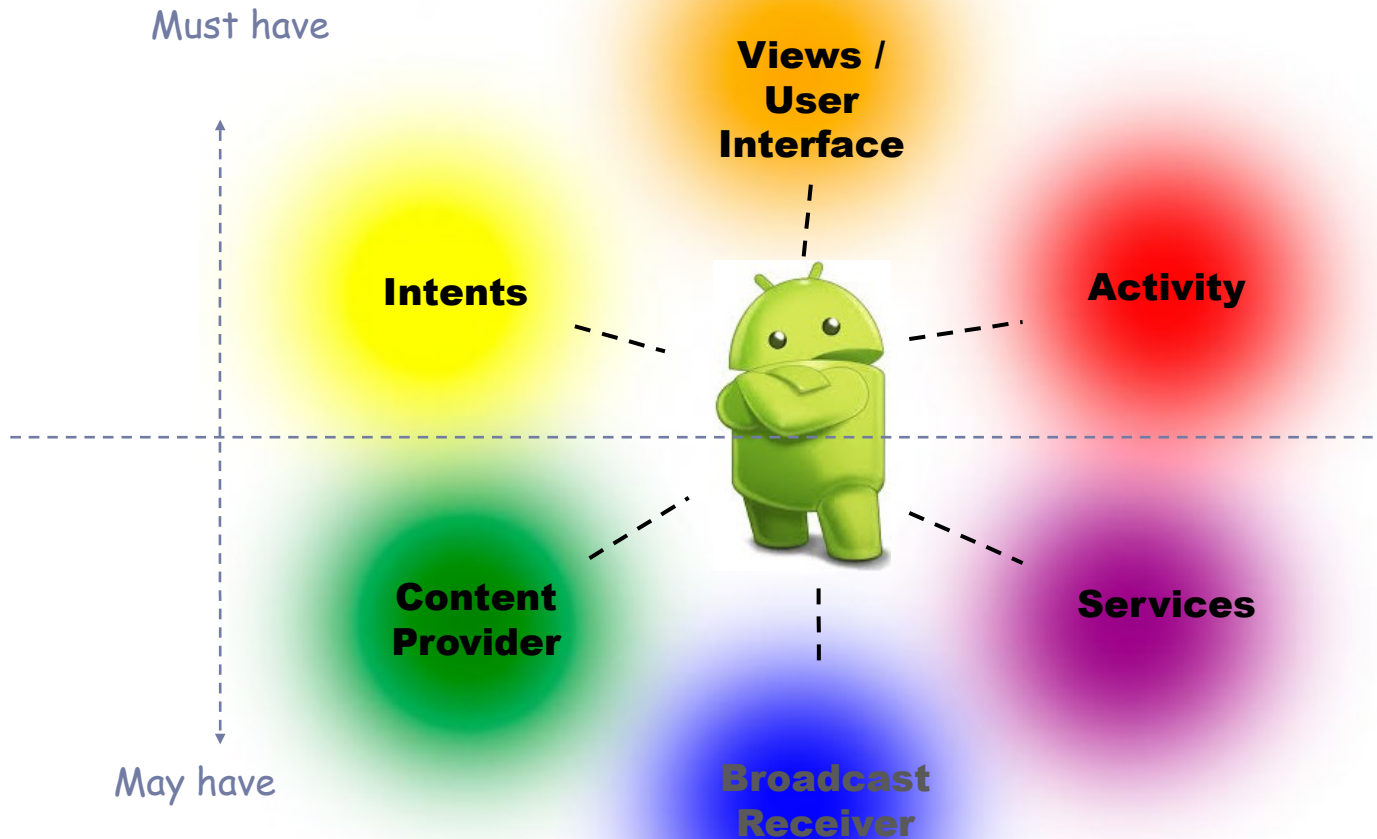 Must have
Views /
User
Interface
Intents
Activity
Content
Provider
Services
Broadcast
Receiver
May have